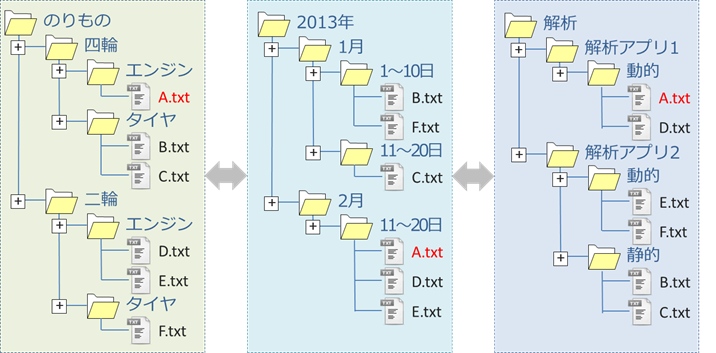 のりもの
四輪
エンジン
A.txt
タイヤ
B.txt
C.txt
二輪
エンジン
D.txt
E.txt
タイヤ
F.txt
2013年
1月
1～10日
B.txt
F.txt
11～20日
C.txt
2月
11～20日
A.txt
D.txt
E.txt
解析
解析アプリ1
動的
A.txt
D.txt
解析アプリ2
動的
E.txt
F.txt
静的
B.txt
C.txt